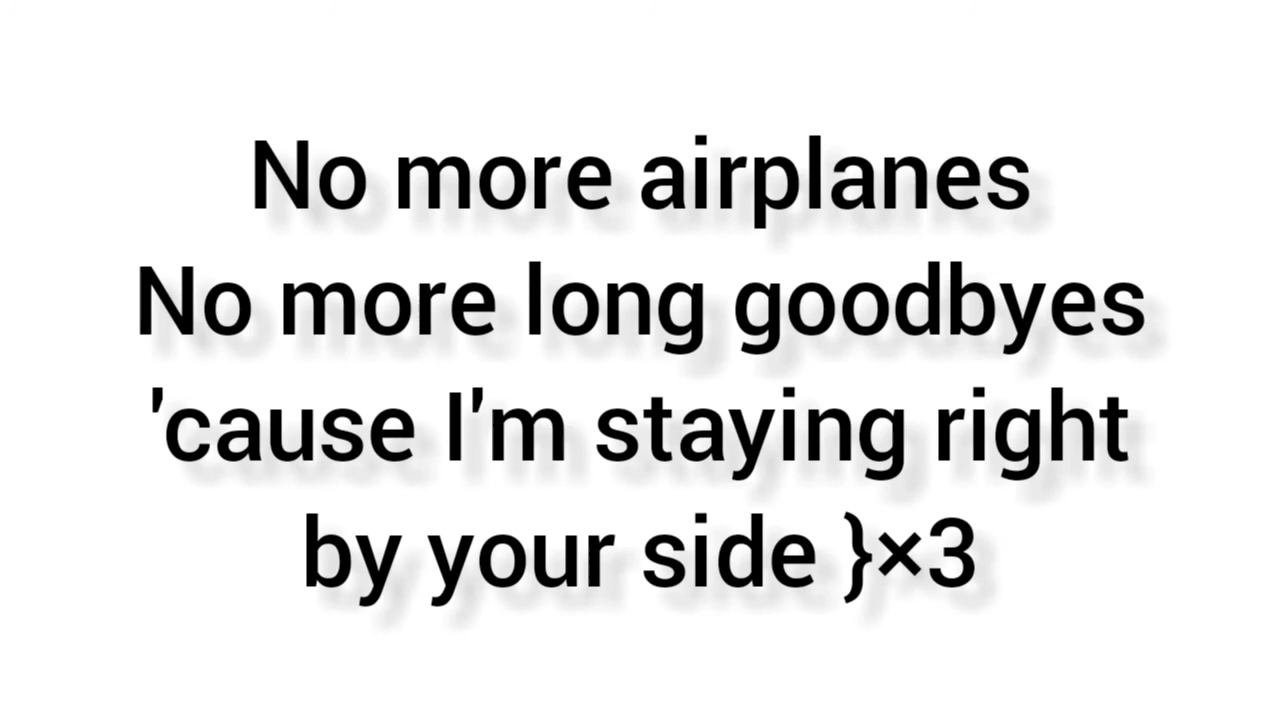 No more airplanes
No more long goodbyes
'cause I'm staying right
by your side }×3